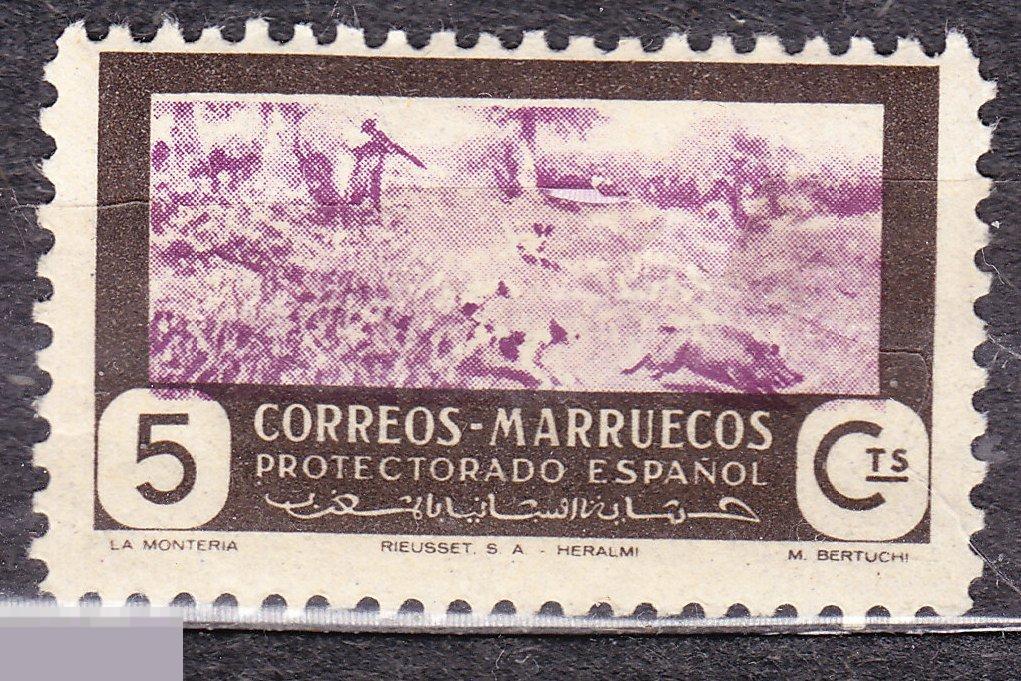 5
CORREOS - MARRUECOS
Cts
PROTECTORADO ESPAÑOL
LA MONTERIA
RIEUSSET. S. A - HERALMI
M. BERTUCHI